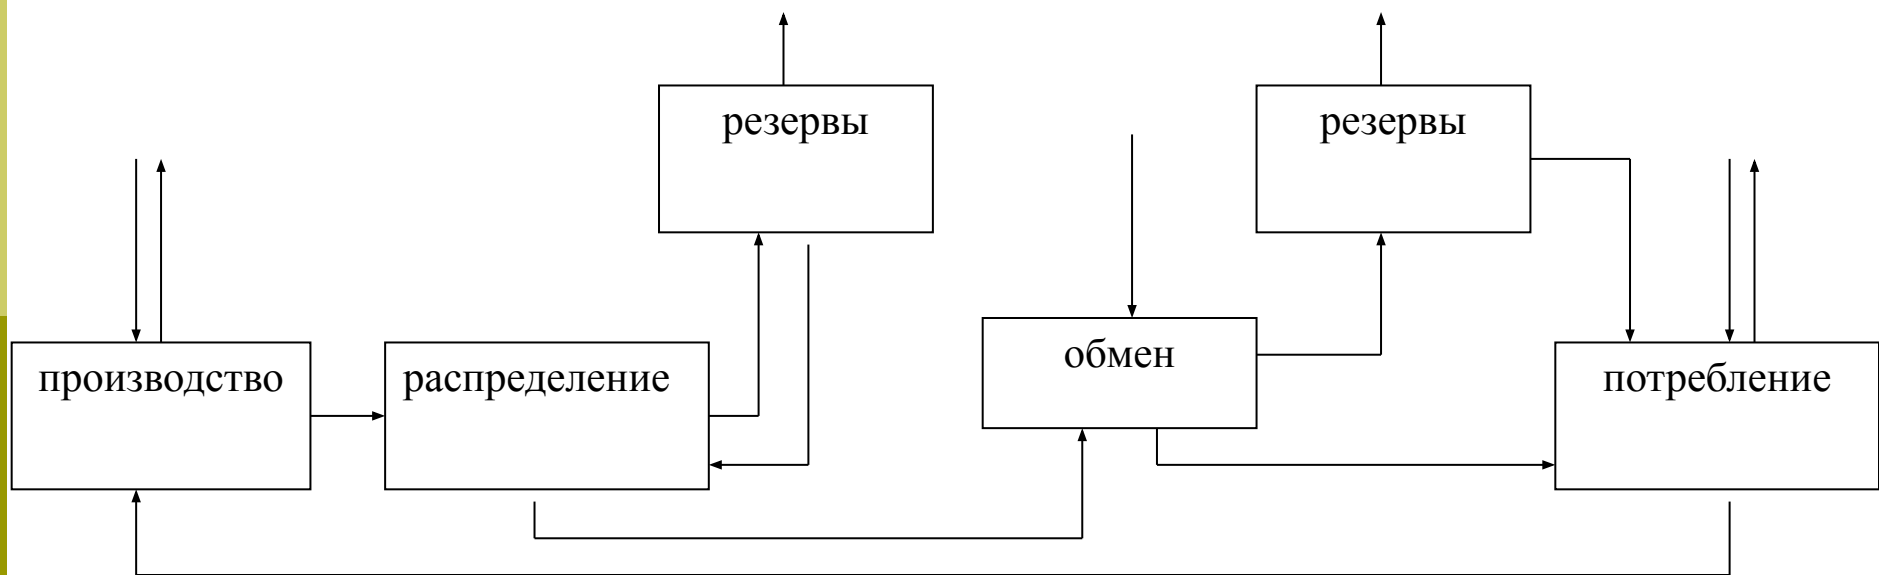 резервы
резервы
обмен
производство
распределение
потребление